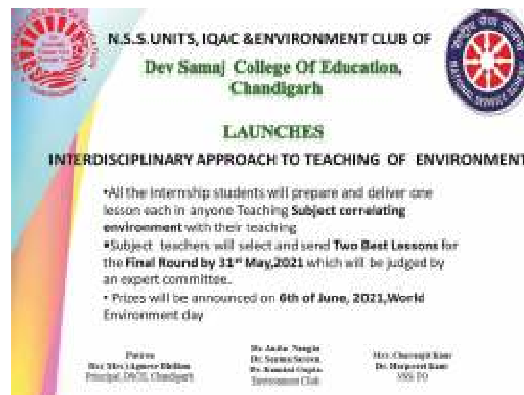 N.S.S.UNITS, IQAC &ENVIRONMENT CLUB OF
Dev Samaj College Of Education,
Chandigarh
LAUNCHES
INTERDISCIPLINARY APPROACH TO TEACHING OF ENVIRONMENT
•All the Internship students will prepare and deliver one
lesson each in anyone Teaching Subject correlating
environment with their teaching
•Subject teachers will select and send Two Best Lessons for
the Final Round by 31st May,2021 which will be judged by
an expert committee..
• Prizes will be announced on 6th of June, 2021,World
Environment day
Patron
Principal, DSCE, Chandigarh
Environment Club
NSS PO